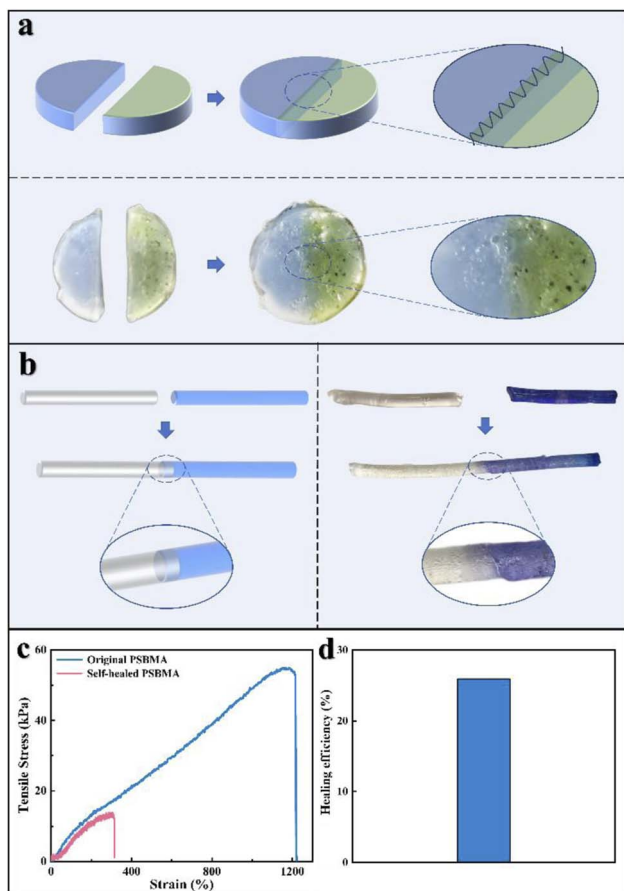 a
b
c
Original PSBMA
Self-healed PSBMA
Tensile Stress (kPa)
60
40
20
0
0
400
800
1200
Strain (%)
d
Healing efficiency (%)
30
20
10
0